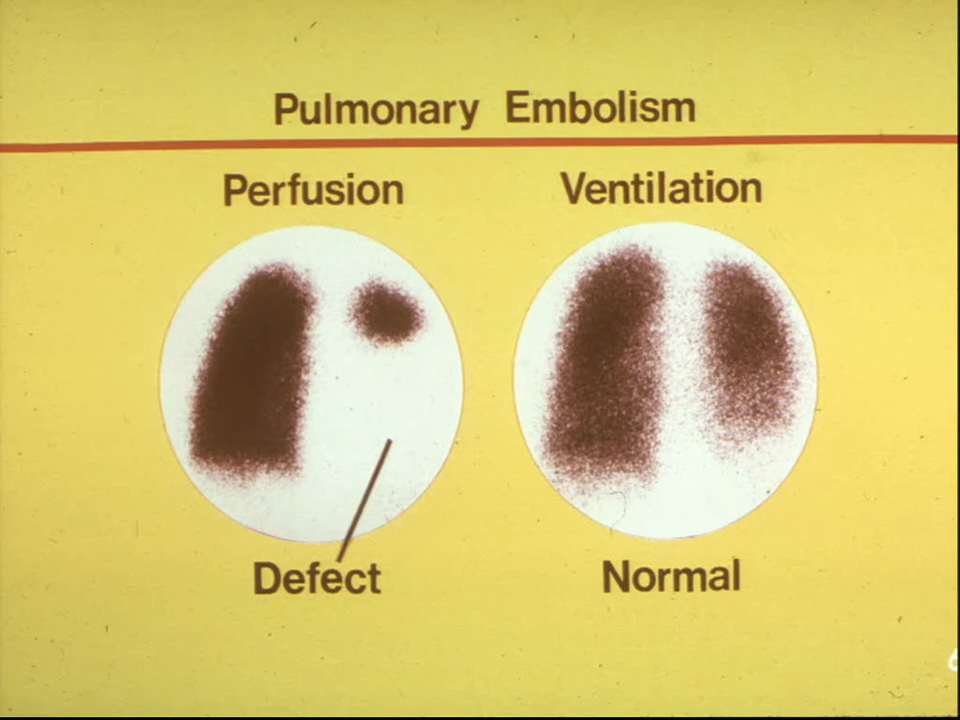 Pulmonary Embolism
Perfusion Ventilation
Defect Normal